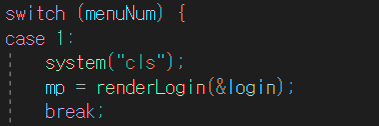 switch (menuNum) {
case 1:
system("cls");
mp = renderLogin(&login);
break;